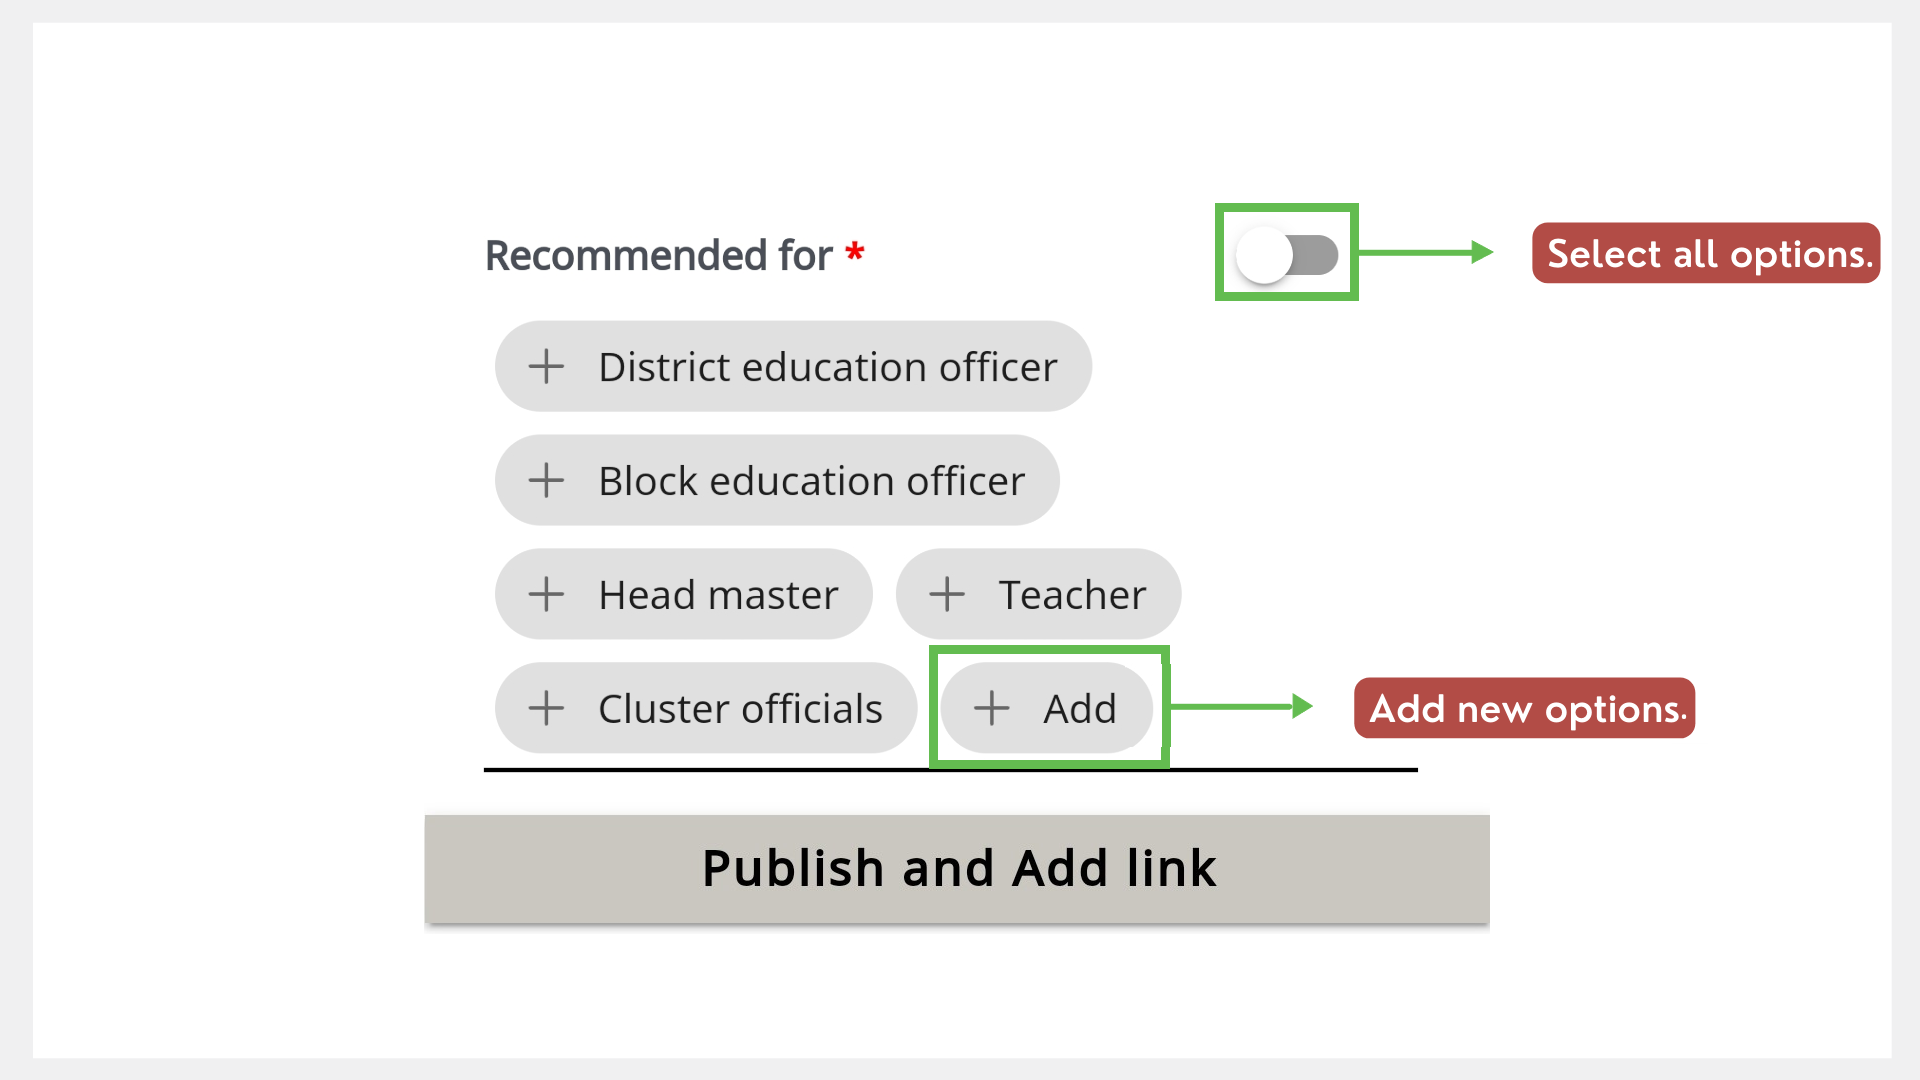 Recommended for *
Select all options.
+ District education officer
+ Block education officer
+ Head master
+ Teacher
+ Cluster officials
+ Add
Add new options.
Publish and Add link